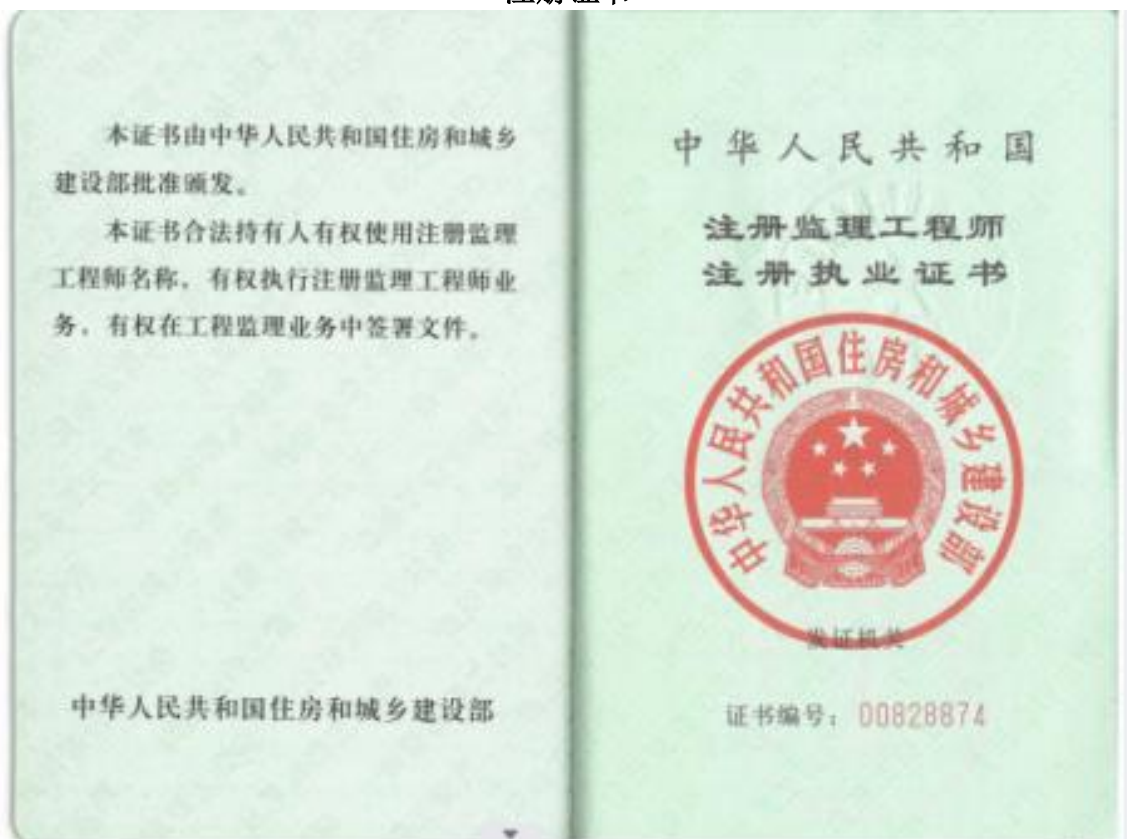 本证书由中华人民共和国住房和城乡
建设部批准颁发。
本证书合法持有人有权使用注册监理
工程师名称，有权执行注册监理工程师业
务，有权在工程监理业务中签署文件。
中华人民共和国住房和城乡建设部
中华人民共和国
注册监理工程师
注册执业证书
中华人民共和国住房和城乡建设部
发证机关
证书编号：00828874